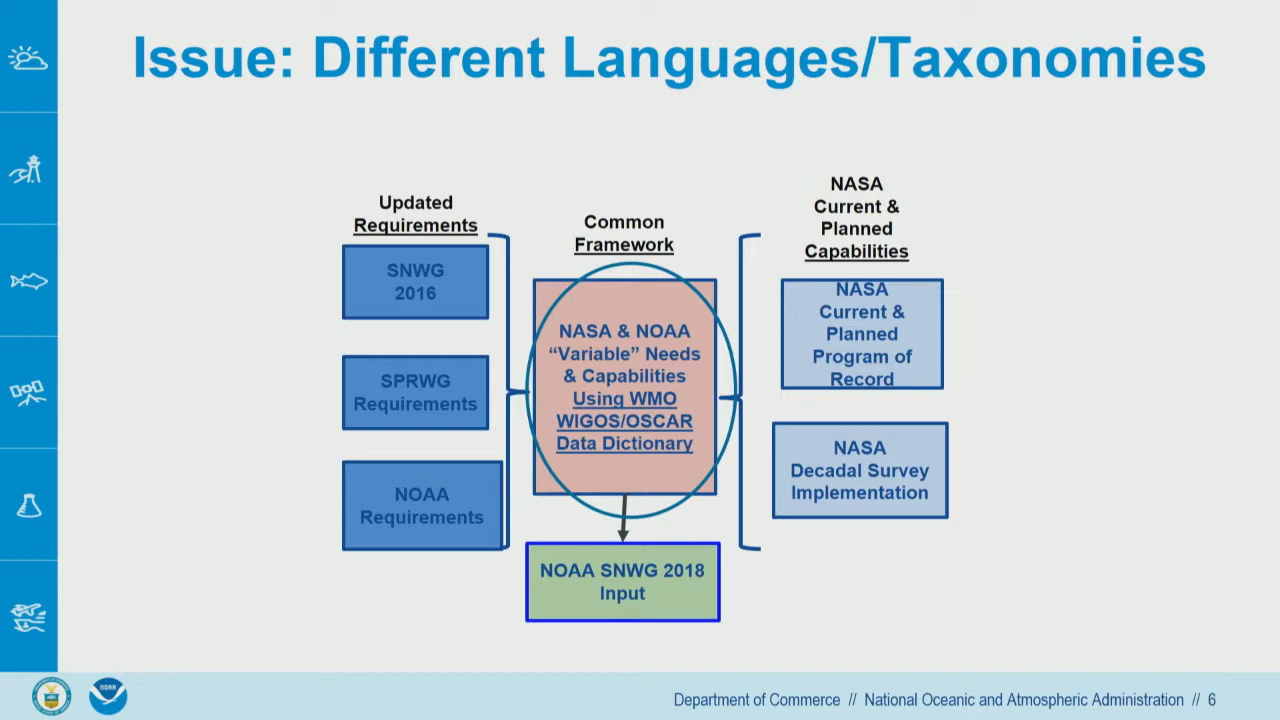 Issue: Different Languages/Taxonomies
Updated
Requirements
SNWG
2016
SPRWG
Requirements
NOAA
Requirements
Common
Framework
NASA & NOAA
“Variable” Needs
& Capabilities
Using WMO
WIGOS/OSCAR
Data Dictionary
NOAA SNWG 2018
Input
NASA
Current &
Planned
Capabilities
NASA
Current &
Planned
Program of
Record
NASA
Decadal Survey
Implementation
NOAA
Department of Commerce // National Oceanic and Atmospheric Administration // 6